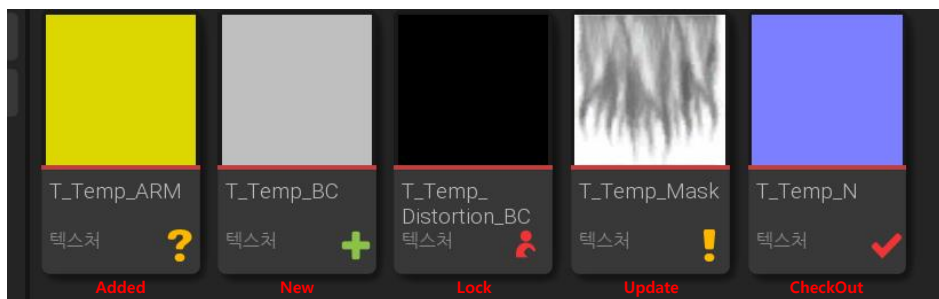 T_Temp_ARM
텍스처
Added
T_Temp_BC
텍스처
New
T_Temp_
Distortion_BC
텍스처
Lock
T_Temp_Mask
텍스처
Update
T_Temp_N
텍스처
CheckOut